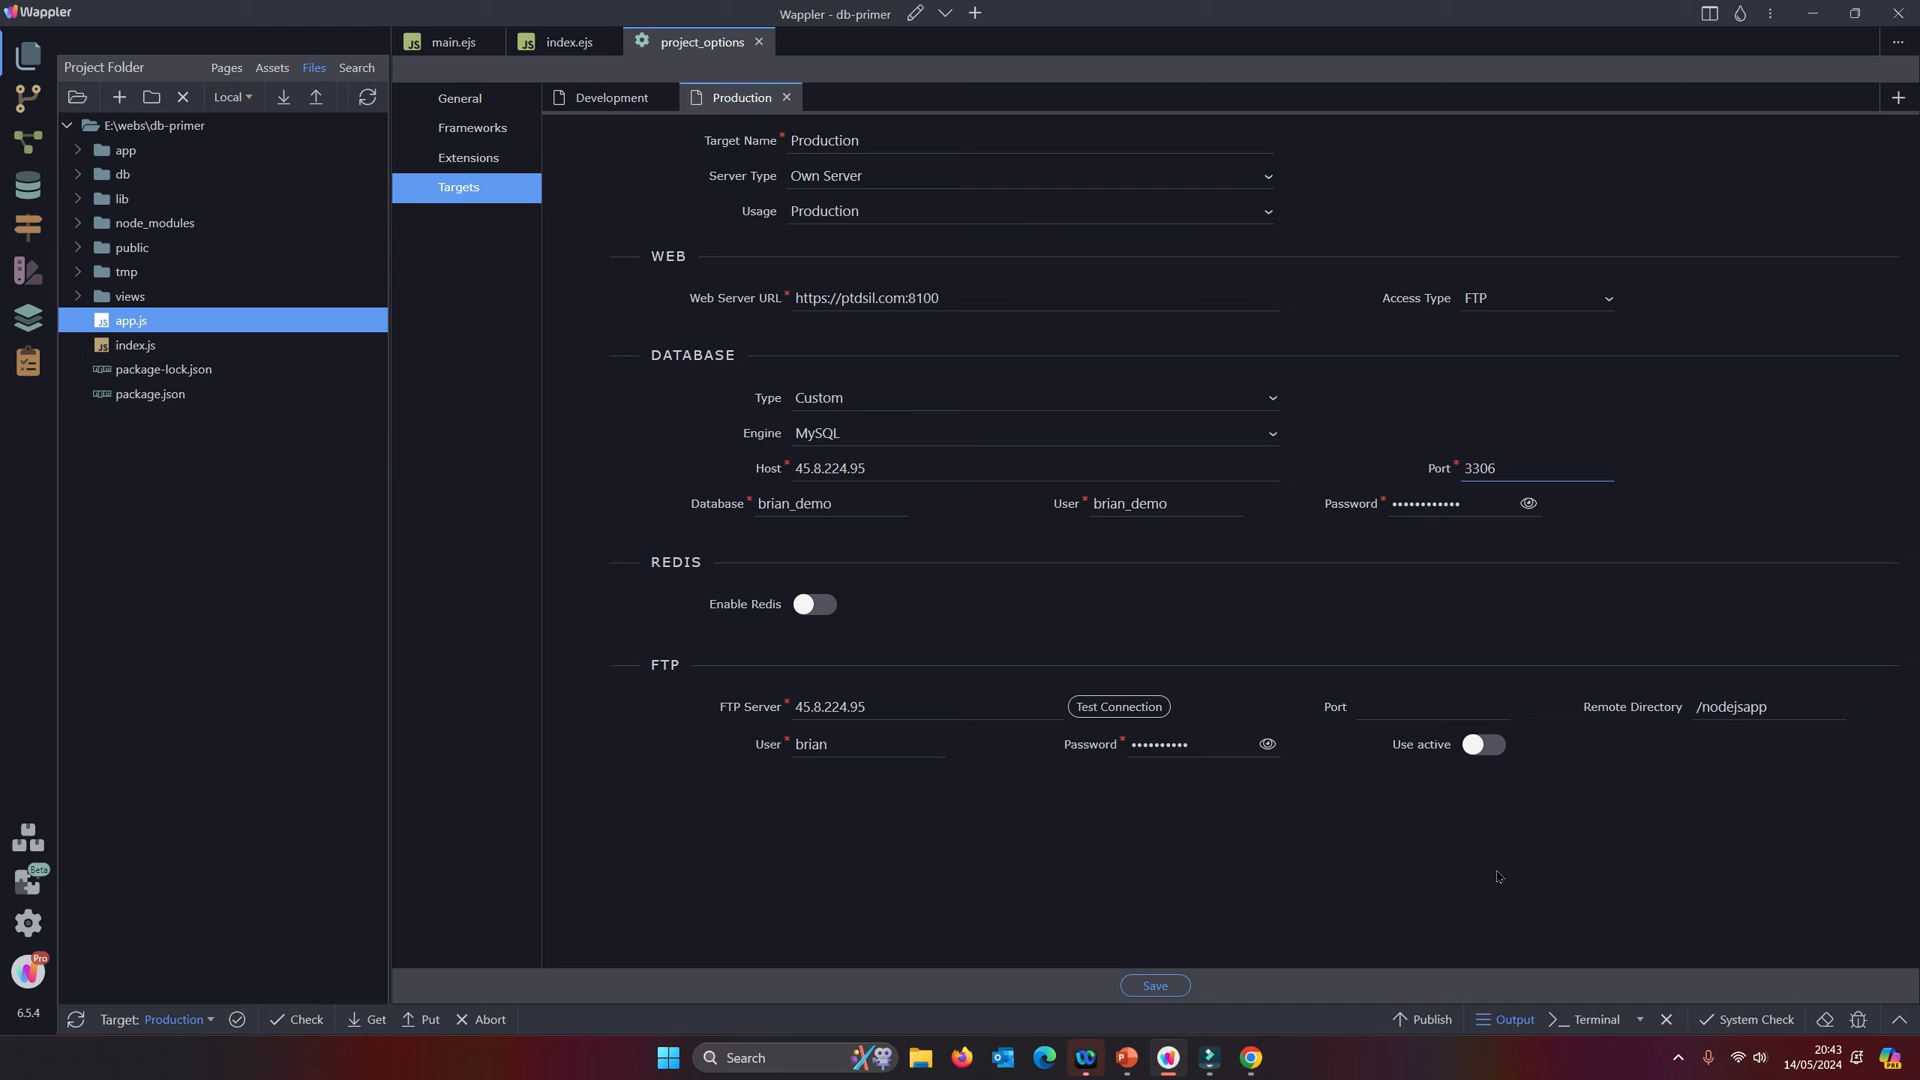 Wappler
Wappler - db-primer
main.ejs
index.ejs
project_options
Project Folder
Pages
Assets
Files
Search
Local
E:\webs\db-primer
app
db
lib
node_modules
public
tmp
views
app.js
index.js
package-lock.json
package.json
General
Frameworks
Extensions
Targets
Development
Production
Target Name* Production
Server Type Own Server
Usage Production
WEB
Web Server URL* https://ptdsil.com:8100
Access Type FTP
DATABASE
Type Custom
Engine MySQL
Host* 45.8.224.95
Port* 3306
Database* brian_demo
User* brian_demo
Password* ••••••••••••
REDIS
Enable Redis
FTP
FTP Server* 45.8.224.95
Test Connection
Port
Remote Directory /nodejsapp
User* brian
Password* ••••••••••
Use active
Save
Beta
Pro
6.5.4
Target: Production
Check
Get
Put
Abort
Publish
Output
Terminal
System Check
Search
20:43
14/05/2024
PRE